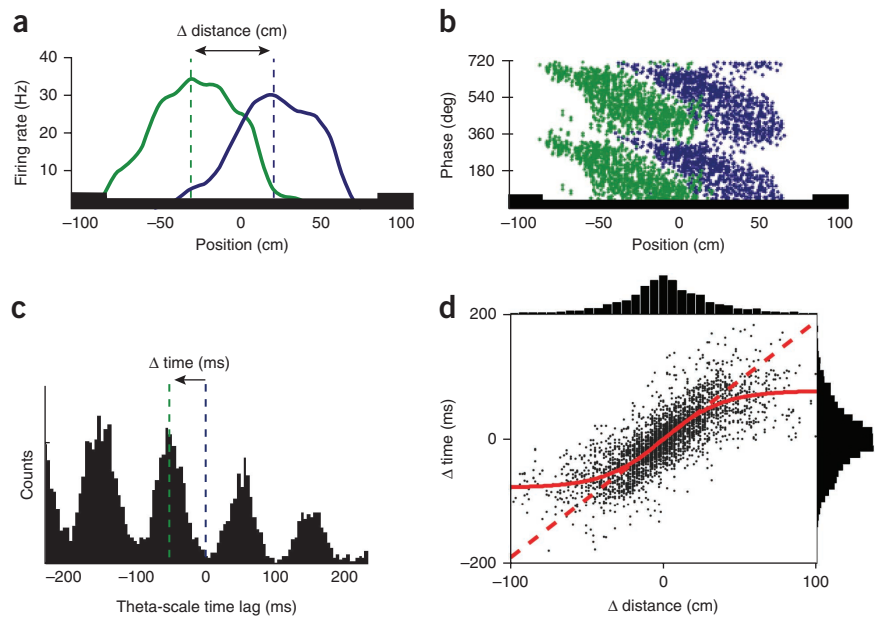 a
Δ distance (cm)
40
30
20
10
Firing rate (Hz)
−100
−50
0
50
100
Position (cm)
b
720
540
360
180
Phase (deg)
−100
−50
0
50
100
Position (cm)
c
Δ time (ms)
Counts
−200
−100
0
100
200
Theta-scale time lag (ms)
d
200
0
−200
Δ time (ms)
−100
0
100
Δ distance (cm)